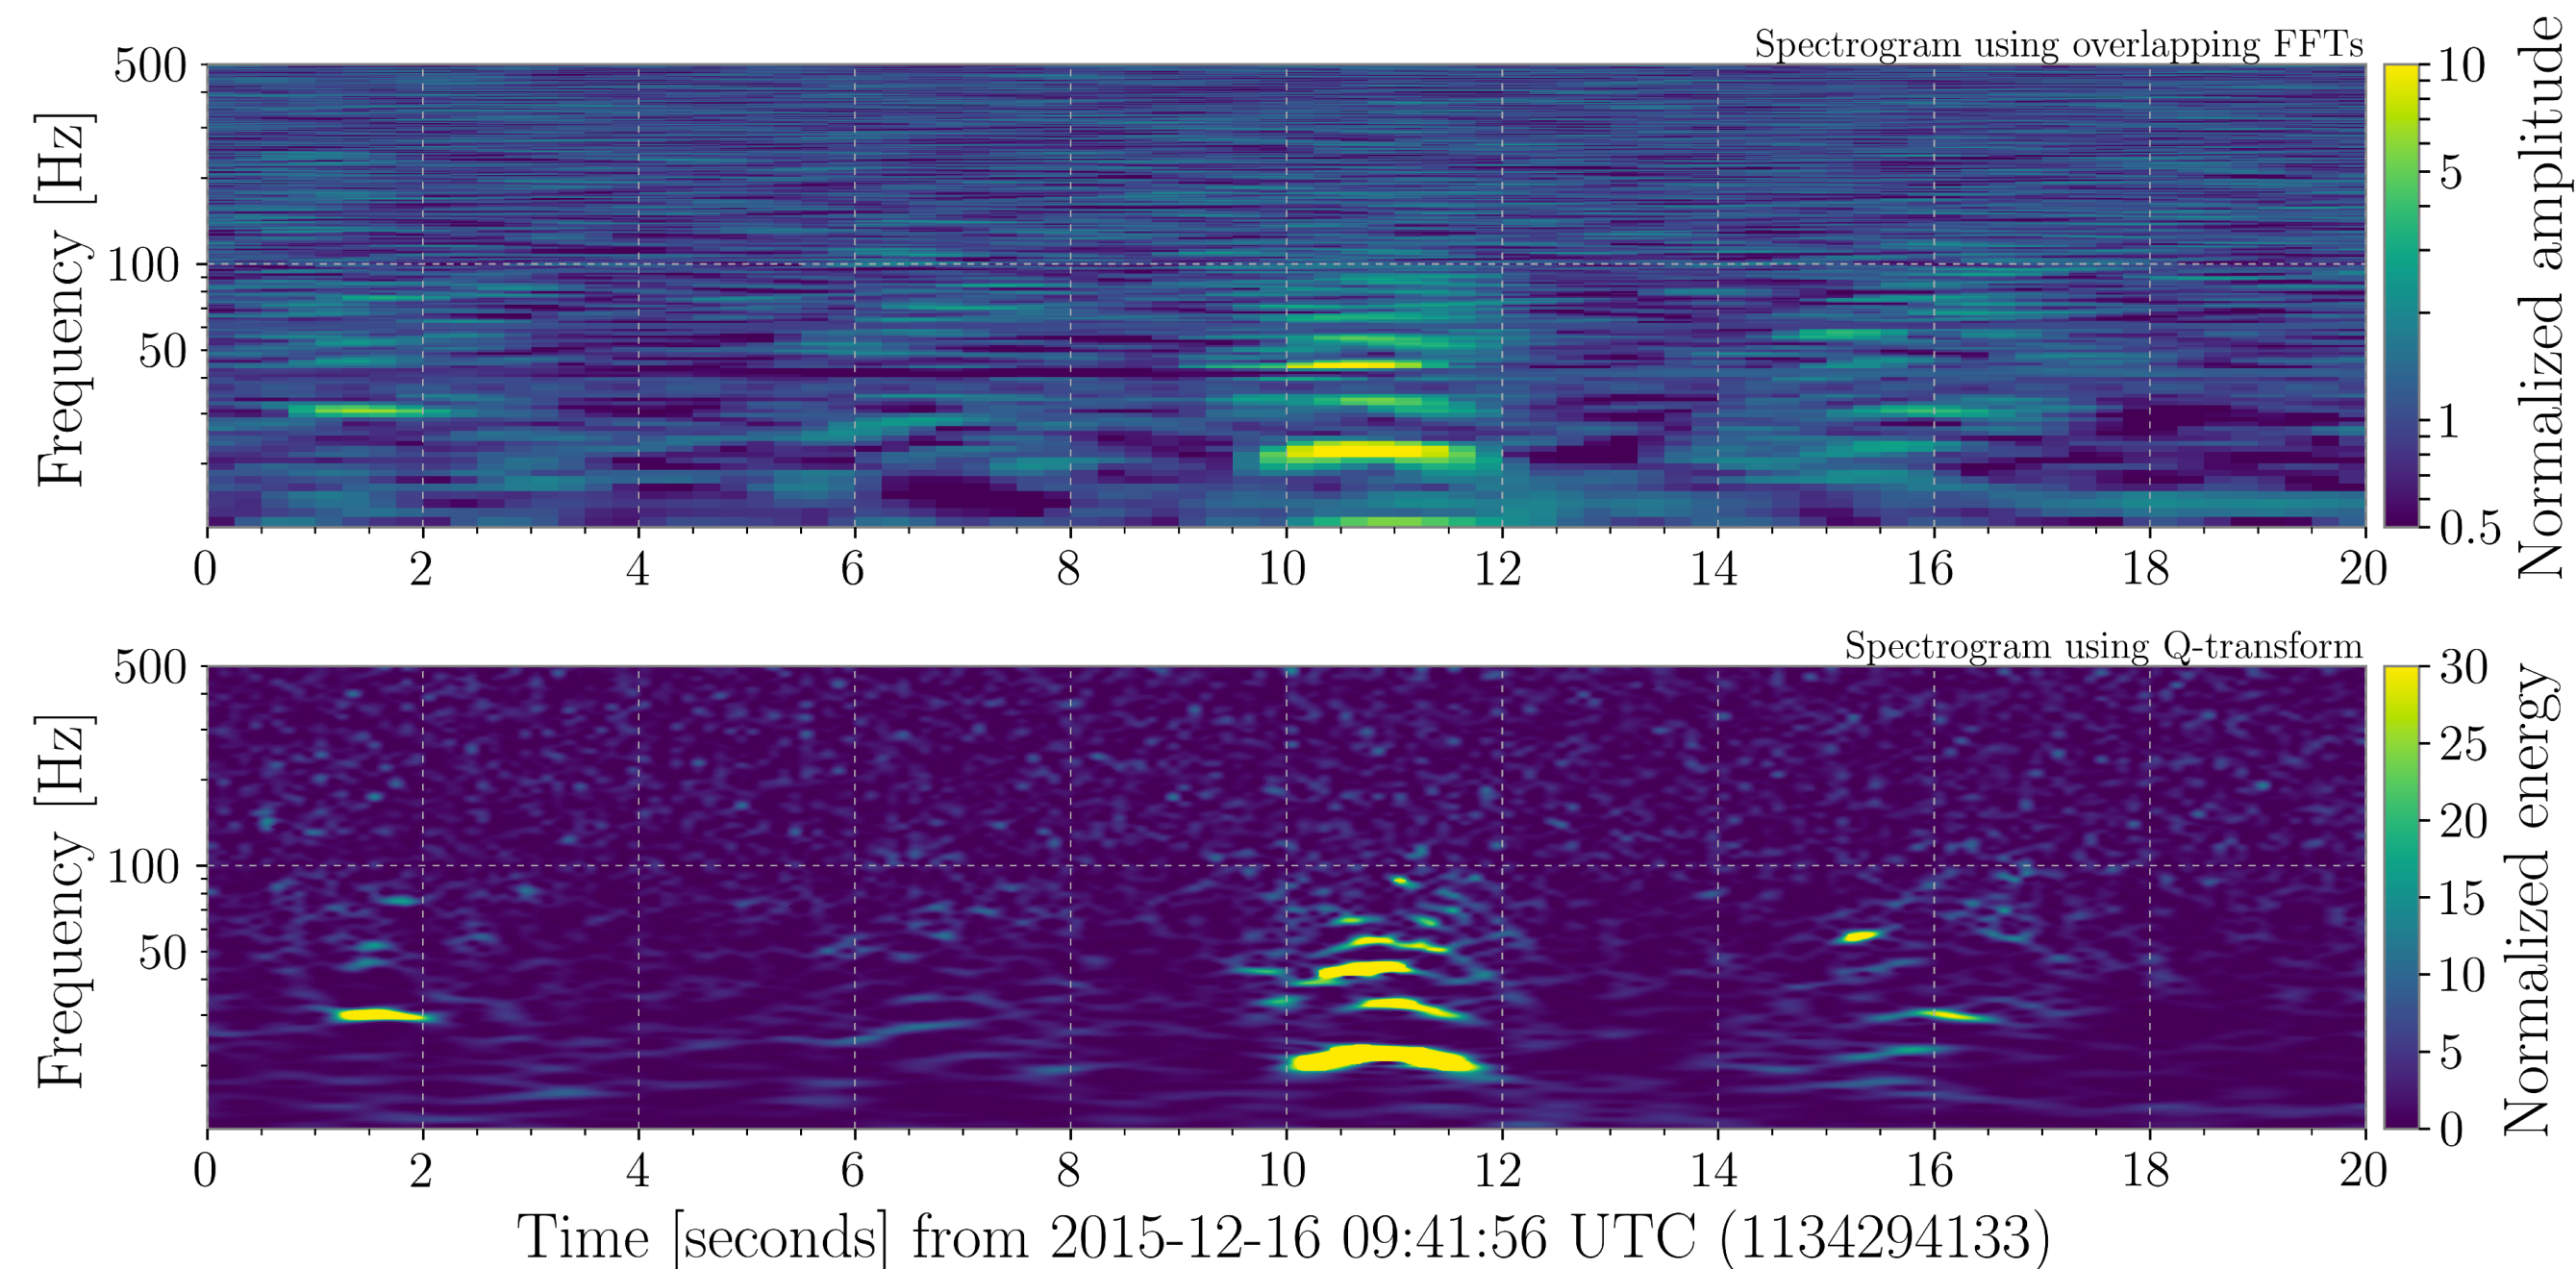 Spectrogram using overlapping FFTs
500
100
50
Frequency [Hz]
0 2 4 6 8 10 12 14 16 18 20
10
5
1
0.5
Normalized amplitude
Spectrogram using Q-transform
500
100
50
Frequency [Hz]
0 2 4 6 8 10 12 14 16 18 20
30
25
20
15
10
5
0
Normalized energy
Time [seconds] from 2015-12-16 09:41:56 UTC (1134294133)